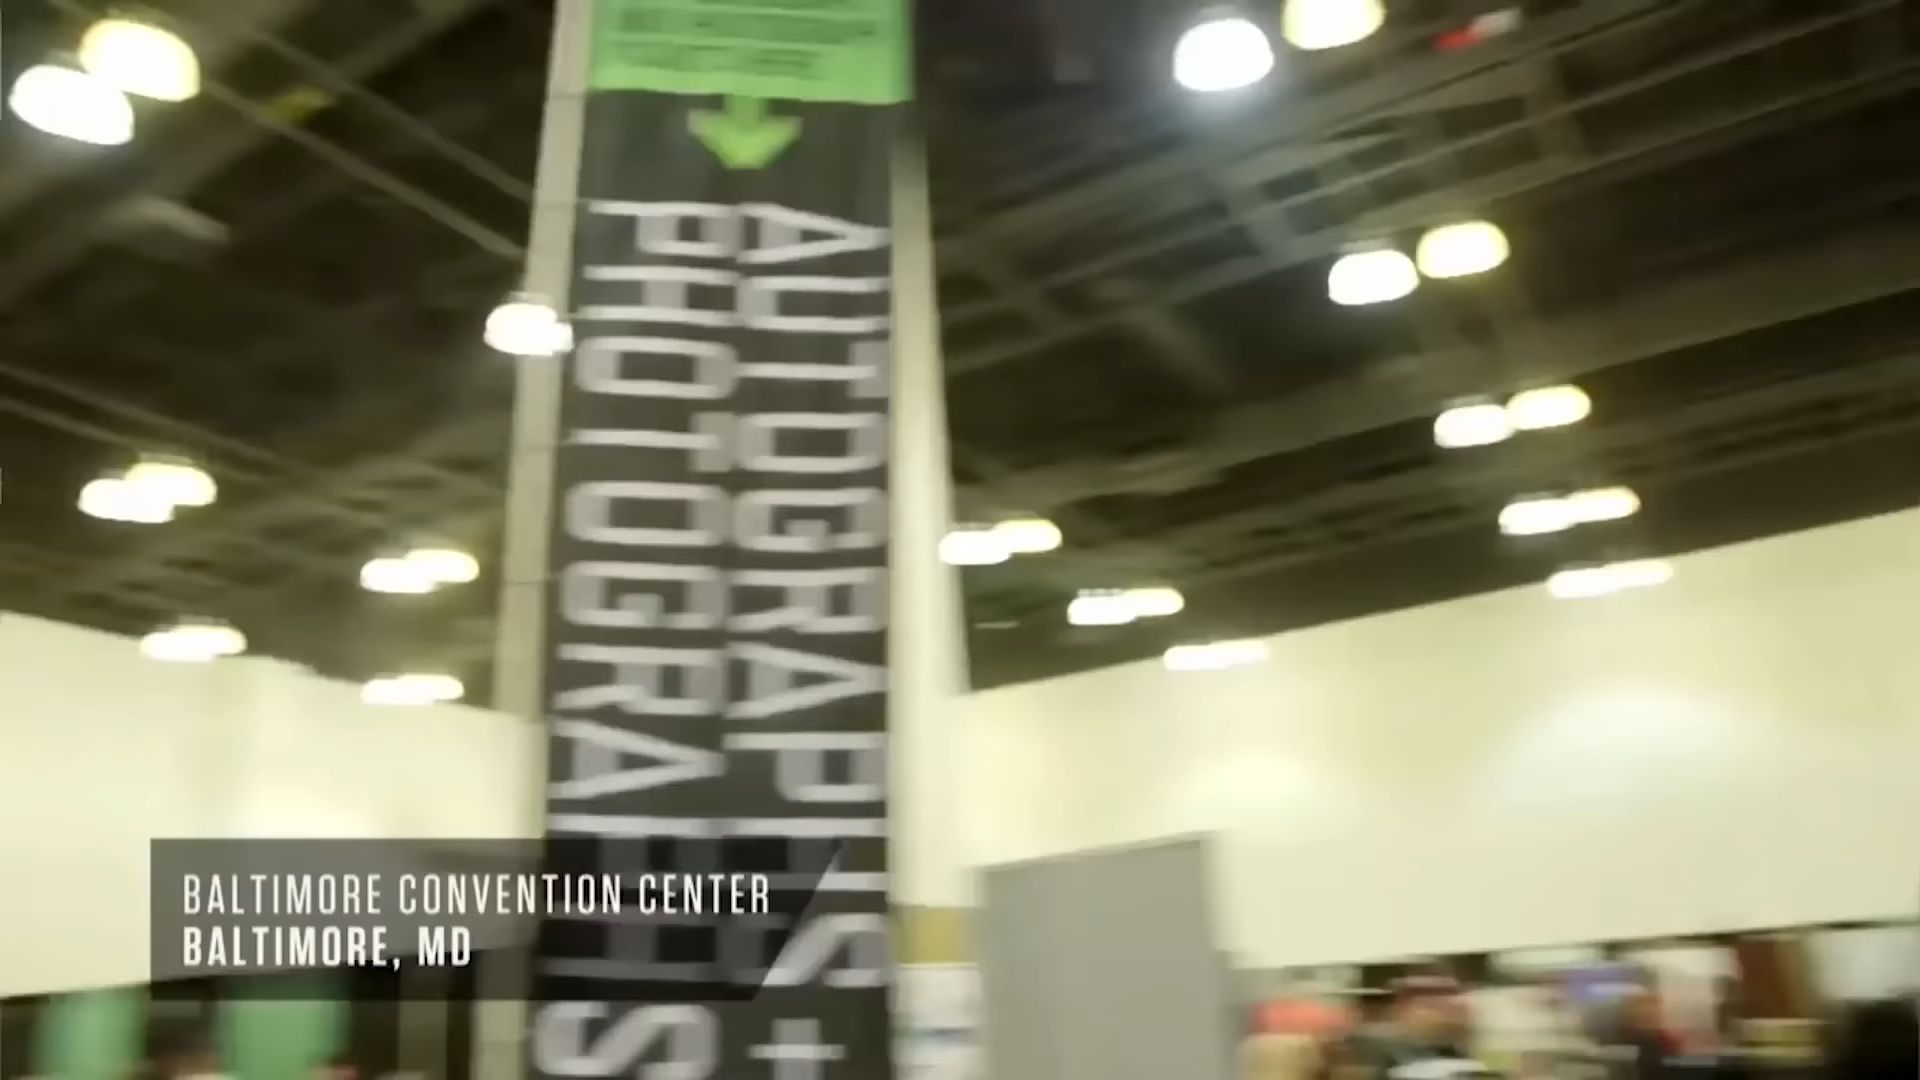 AUTOGRAPHS +
PHOTOGRAPHS
BALTIMORE CONVENTION CENTER
BALTIMORE, MD